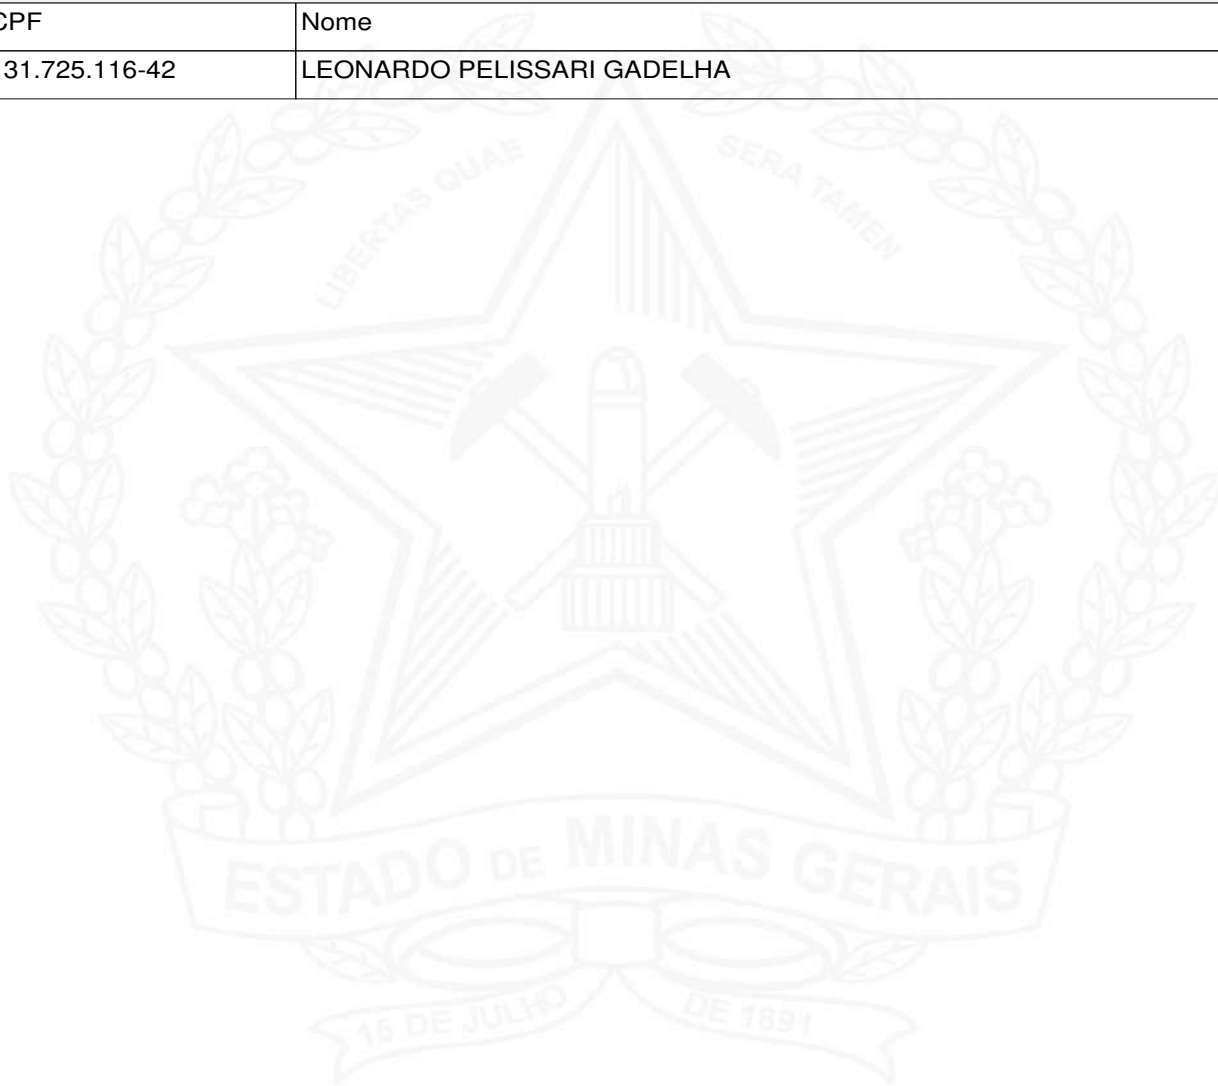 CPF Nome
31.725.116-42 LEONARDO PELISSARI GADELHA
LIBERTAS QUAE SERA TAMEN
ESTADO DE MINAS GERAIS
15 DE JULHO DE 1891